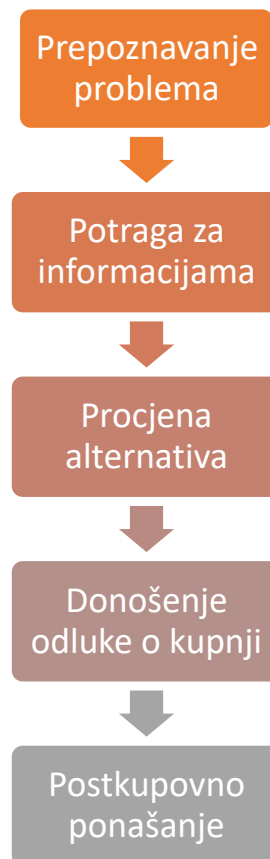 Prepoznavanje
problema
Potraga za
informacijama
Procjena
alternativa
Donošenje
odluke o kupnji
Postkupovno
ponašanje